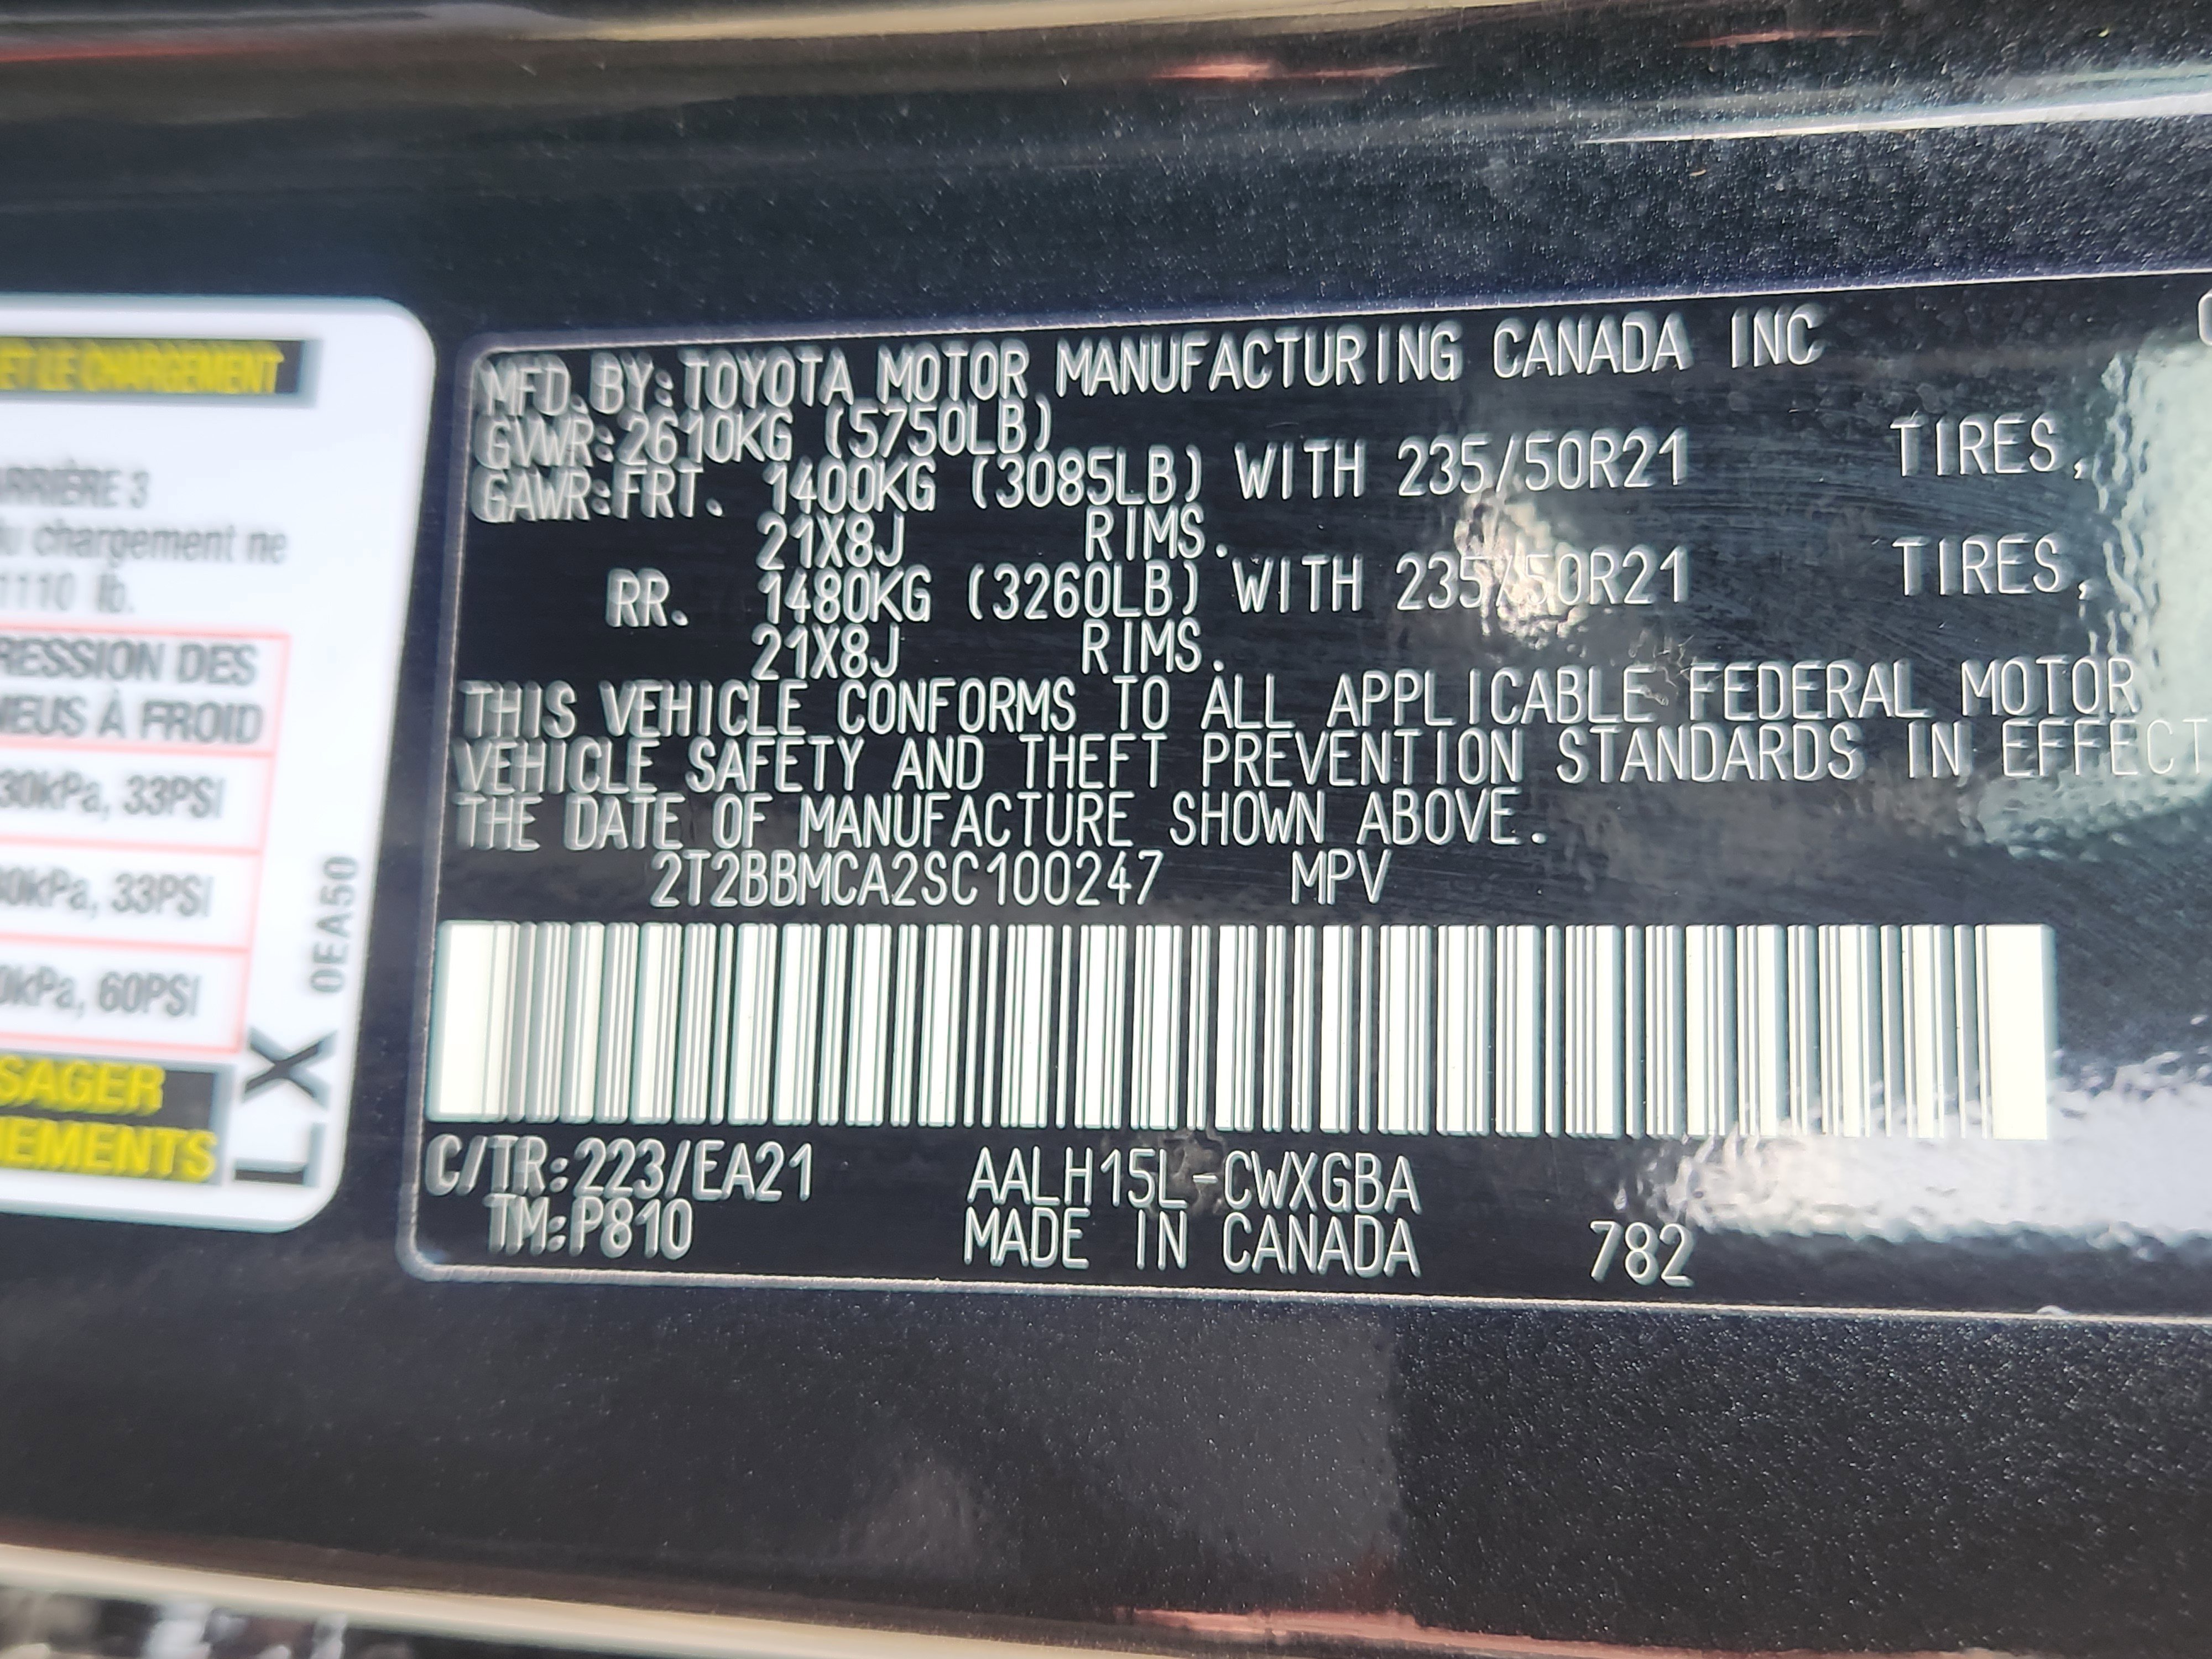 MFD.BY:TOYOTA MOTOR MANUFACTURING CANADA INC
GVWR:2610KG (5750LB)
GAWR:FRT. 1400KG (3085LB) WITH 235/50R21 TIRES,
21X8J RIMS.
RR. 1480KG (3260LB) WITH 235/50R21 TIRES,
21X8J RIMS.
THIS VEHICLE CONFORMS TO ALL APPLICABLE FEDERAL MOTOR
VEHICLE SAFETY AND THEFT PREVENTION STANDARDS IN EFFECT
THE DATE OF MANUFACTURE SHOWN ABOVE.
2T2BBMCA2SC100247 MPV
C/TR:223/EA21 AALH15L-CWXGBA
TM:P810 MADE IN CANADA 782
ET LE CHARGEMENT
ARRIÈRE 3
du chargement ne
1110 lb.
RESSION DES
NEUS À FROID
30kPa, 33PSI
30kPa, 33PSI
0kPa, 60PSI
SAGER
NEMENTS
LX 0EA50